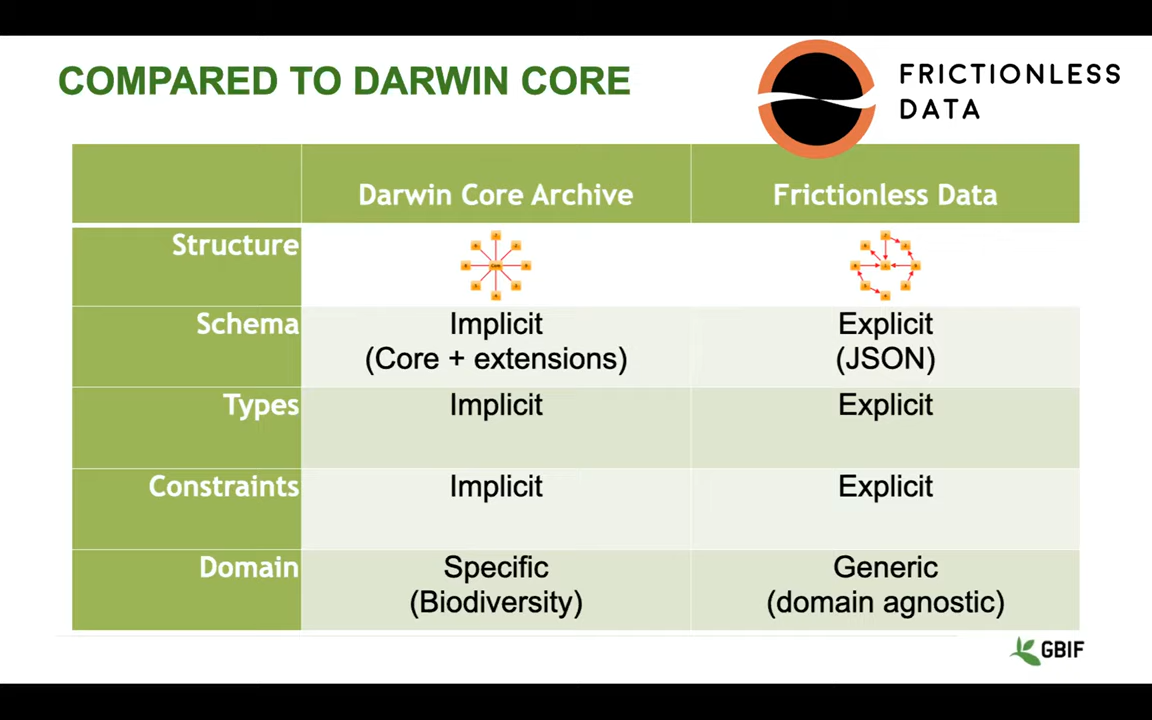 COMPARED TO DARWIN CORE
FRICTIONLESS
DATA
Darwin Core Archive
Frictionless Data
Structure
Core
Schema
Implicit
(Core + extensions)
Explicit
(JSON)
Types
Implicit
Explicit
Constraints
Implicit
Explicit
Domain
Specific
(Biodiversity)
Generic
(domain agnostic)
GBIF